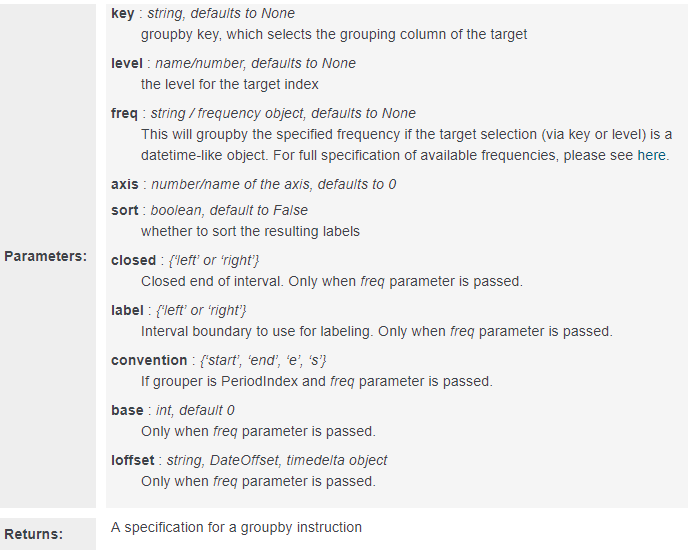 key : string, defaults to None
groupby key, which selects the grouping column of the target
level : name/number, defaults to None
the level for the target index
freq : string / frequency object, defaults to None
This will groupby the specified frequency if the target selection (via key or level) is a
datetime-like object. For full specification of available frequencies, please see here.
axis : number/name of the axis, defaults to 0
sort : boolean, default to False
whether to sort the resulting labels
Parameters:
closed : {‘left’ or ‘right’}
Closed end of interval. Only when freq parameter is passed.
label : {‘left’ or ‘right’}
Interval boundary to use for labeling. Only when freq parameter is passed.
convention : {‘start’, ‘end’, ‘e’, ‘s’}
If grouper is PeriodIndex and freq parameter is passed.
base : int, default 0
Only when freq parameter is passed.
loffset : string, DateOffset, timedelta object
Only when freq parameter is passed.
Returns:
A specification for a groupby instruction